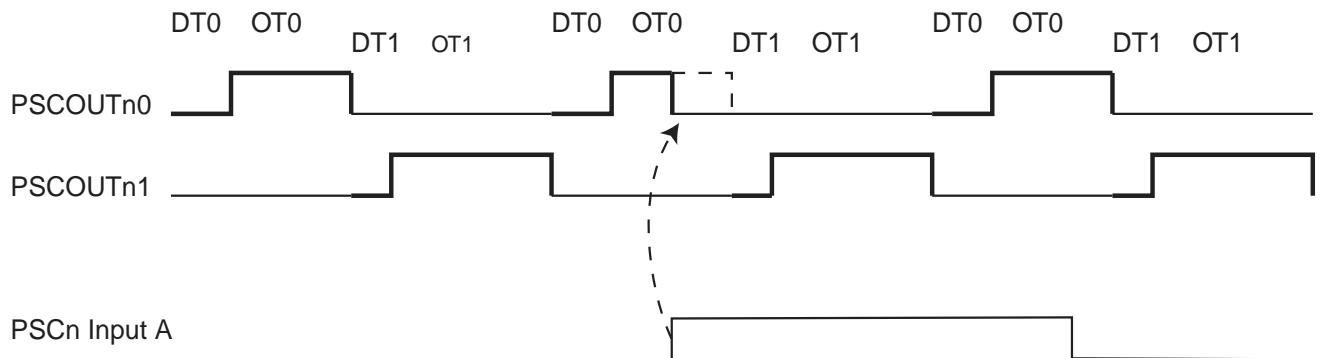 DT0 OT0 DT0 OT0 DT0 OT0
DT1 OT1 DT1 OT1 DT1 OT1
PSCOUTn0
PSCOUTn1
PSCn Input A